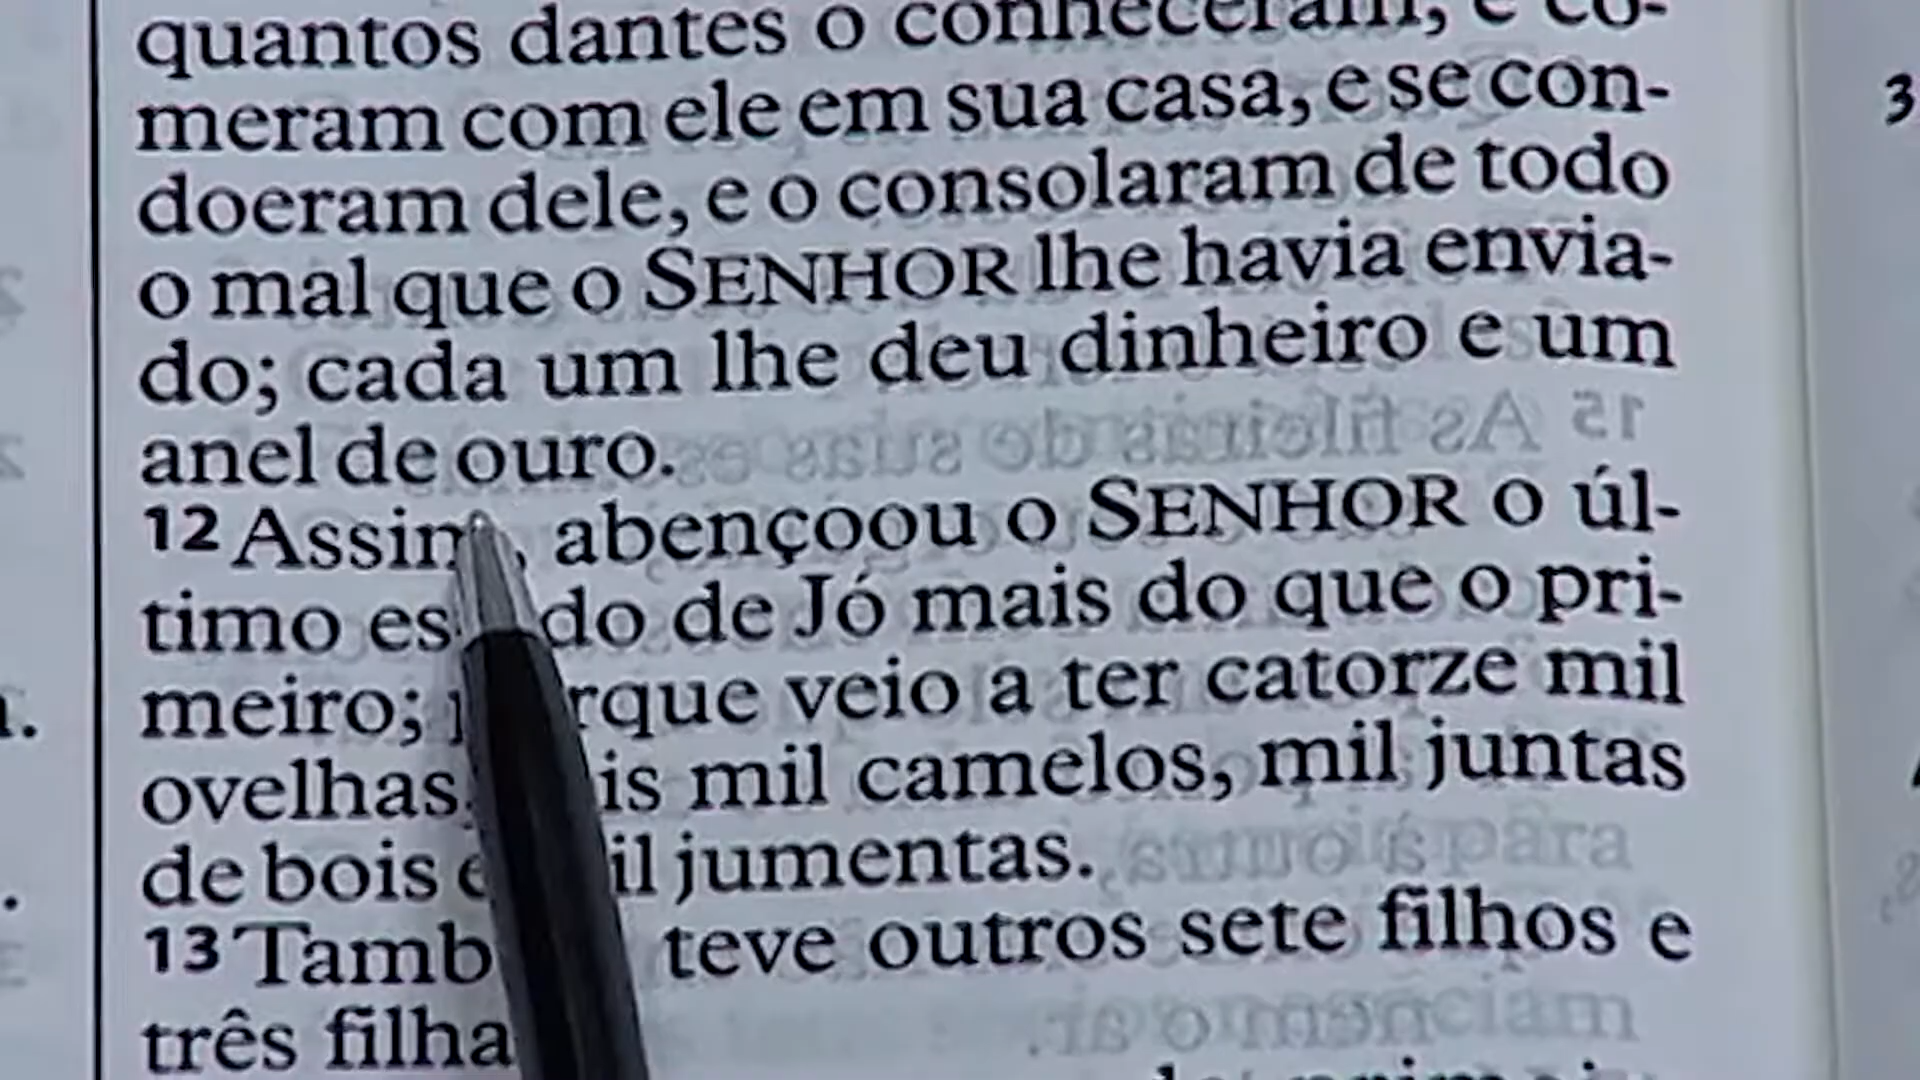 quantos dantes o conheceram, e co-
meram com ele em sua casa, e se con-
doeram dele, e o consolaram de todo
o mal que o SENHOR lhe havia envia-
do; cada um lhe deu dinheiro e um
anel de ouro.
12 Assim, abençoou o SENHOR o úl-
timo es do de Jó mais do que o pri-
meiro; rque veio a ter catorze mil
ovelhas, is mil camelos, mil juntas
de bois e il jumentas.
13 Tamb teve outros sete filhos e
três filha
3